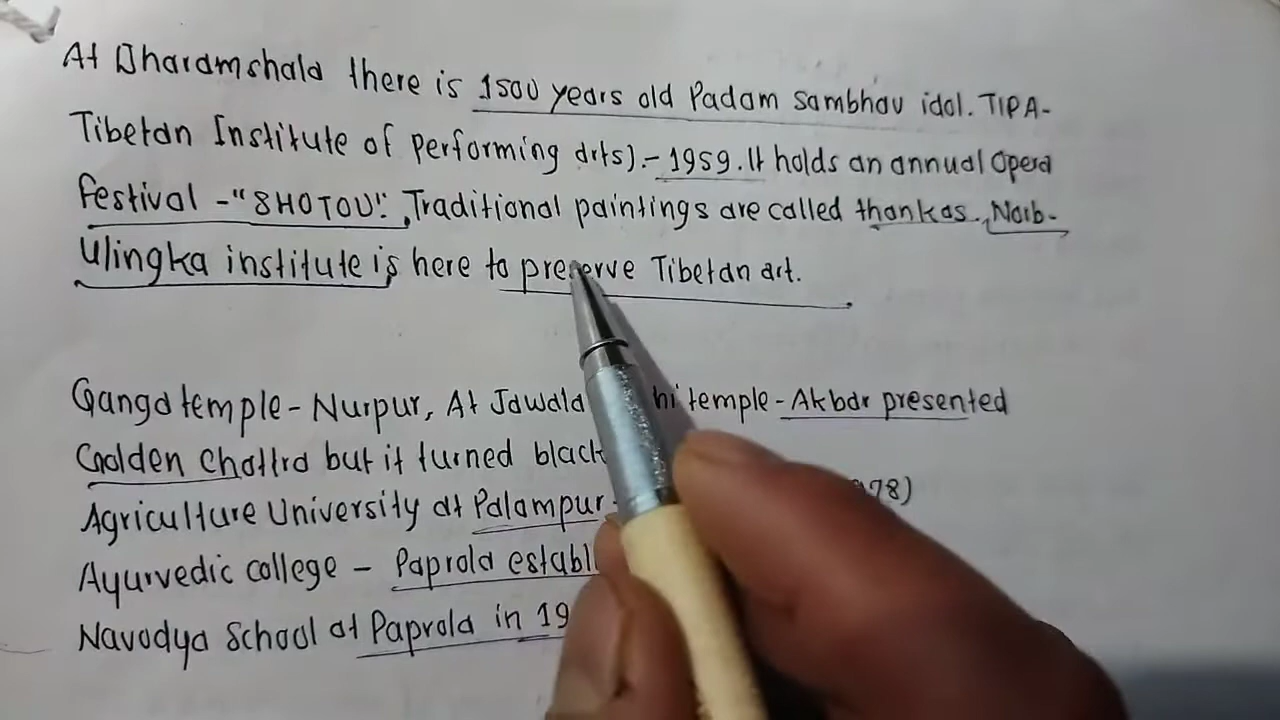 At Dharamshala there is 1500 years old Padam Sambhav idol. TIPA-
Tibetan Institute of performing arts).- 1959. It holds an annual Opera
festival - "SHOTOU". Traditional paintings are called thankas. Norb-
Ulingka institute is here to preserve Tibetan art.
Ganga temple - Nurpur, At Jawala hi temple - Akbar presented
Golden Chattra but it turned black
Agriculture University at Palampur 978)
Ayurvedic college - Paprola establ
Navodya School at Paprola in 19